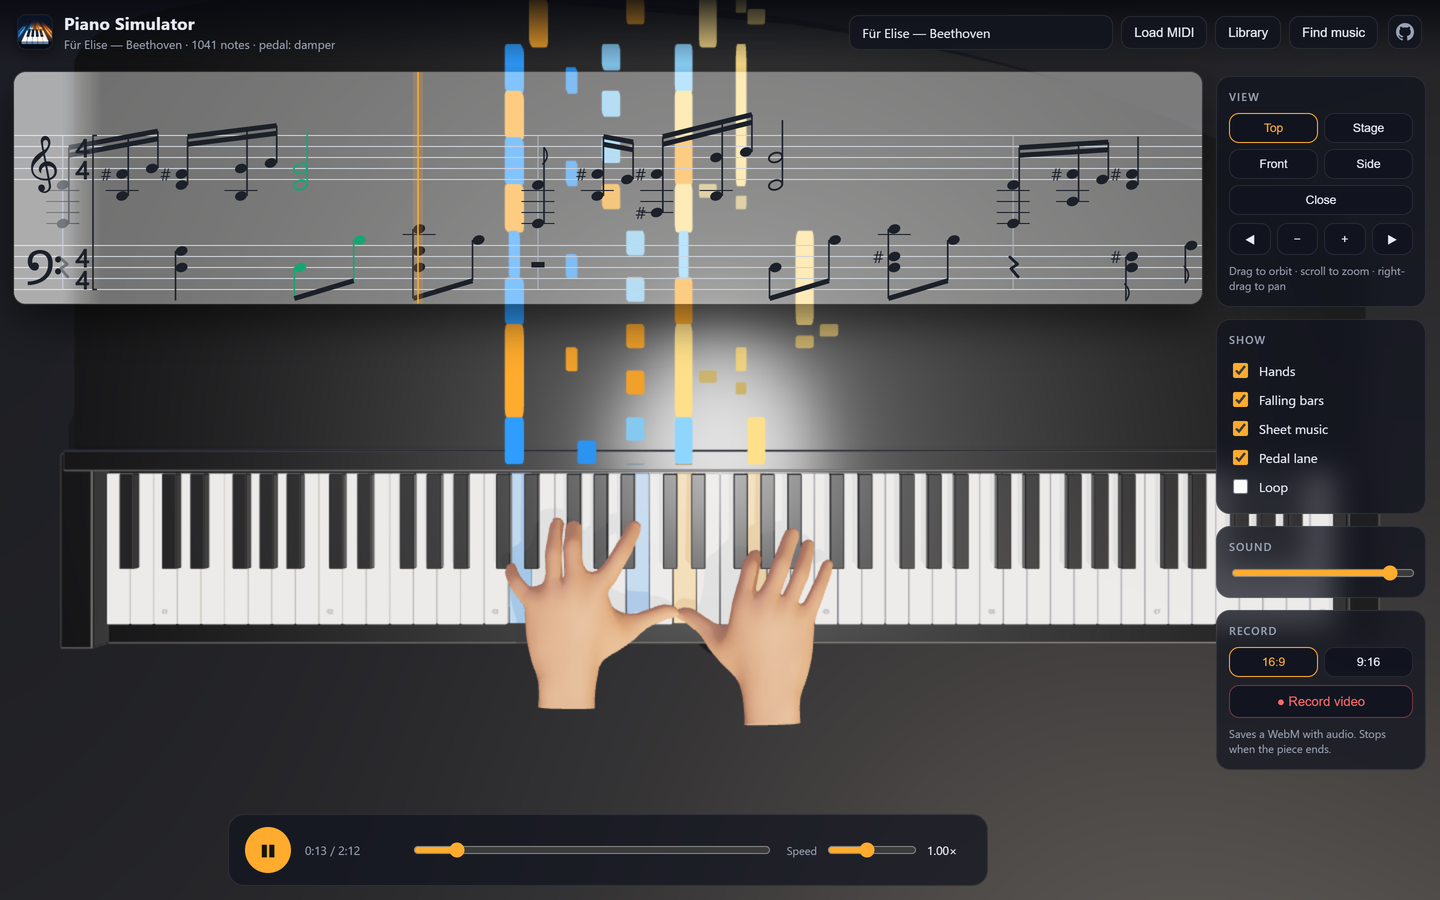 Piano Simulator
Für Elise — Beethoven · 1041 notes · pedal: damper
Für Elise — Beethoven
Load MIDI
Library
Find music
VIEW
Top
Stage
Front
Side
Close
Drag to orbit · scroll to zoom · right-
drag to pan
SHOW
Hands
Falling bars
Sheet music
Pedal lane
Loop
SOUND
RECORD
16:9
9:16
Record video
Saves a WebM with audio. Stops
when the piece ends.
0:13 / 2:12
Speed
1.00×